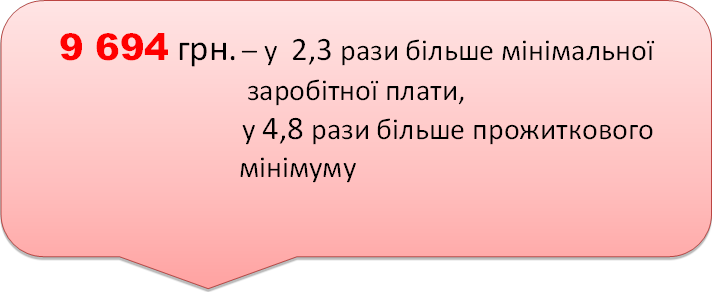 9 694 грн. – у 2,3 рази більше мінімальної
заробітної плати,
у 4,8 рази більше прожиткового
мінімуму